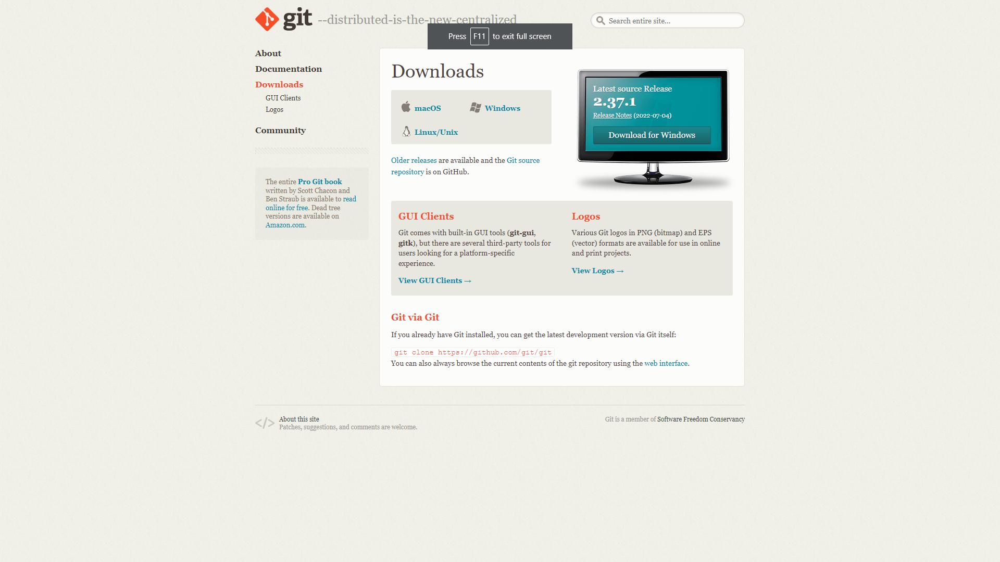 git --distributed-is-the-new-centralized
Search entire site...
Press F11 to exit full screen
About
Documentation
Downloads
GUI Clients
Logos
Community
The entire Pro Git book
written by Scott Chacon and
Ben Straub is available to read
online for free. Dead tree
versions are available on
Amazon.com.
Downloads
macOS
Windows
Linux/Unix
Older releases are available and the Git source
repository is on GitHub.
Latest source Release
2.37.1
Release Notes (2022-07-04)
Download for Windows
GUI Clients
Git comes with built-in GUI tools (git-gui,
gitk), but there are several third-party tools for
users looking for a platform-specific
experience.
View GUI Clients →
Logos
Various Git logos in PNG (bitmap) and EPS
(vector) formats are available for use in online
and print projects.
View Logos →
Git via Git
If you already have Git installed, you can get the latest development version via Git itself:
git clone https://github.com/git/git
You can also always browse the current contents of the git repository using the web interface.
</> About this site
Patches, suggestions, and comments are welcome.
Git is a member of Software Freedom Conservancy